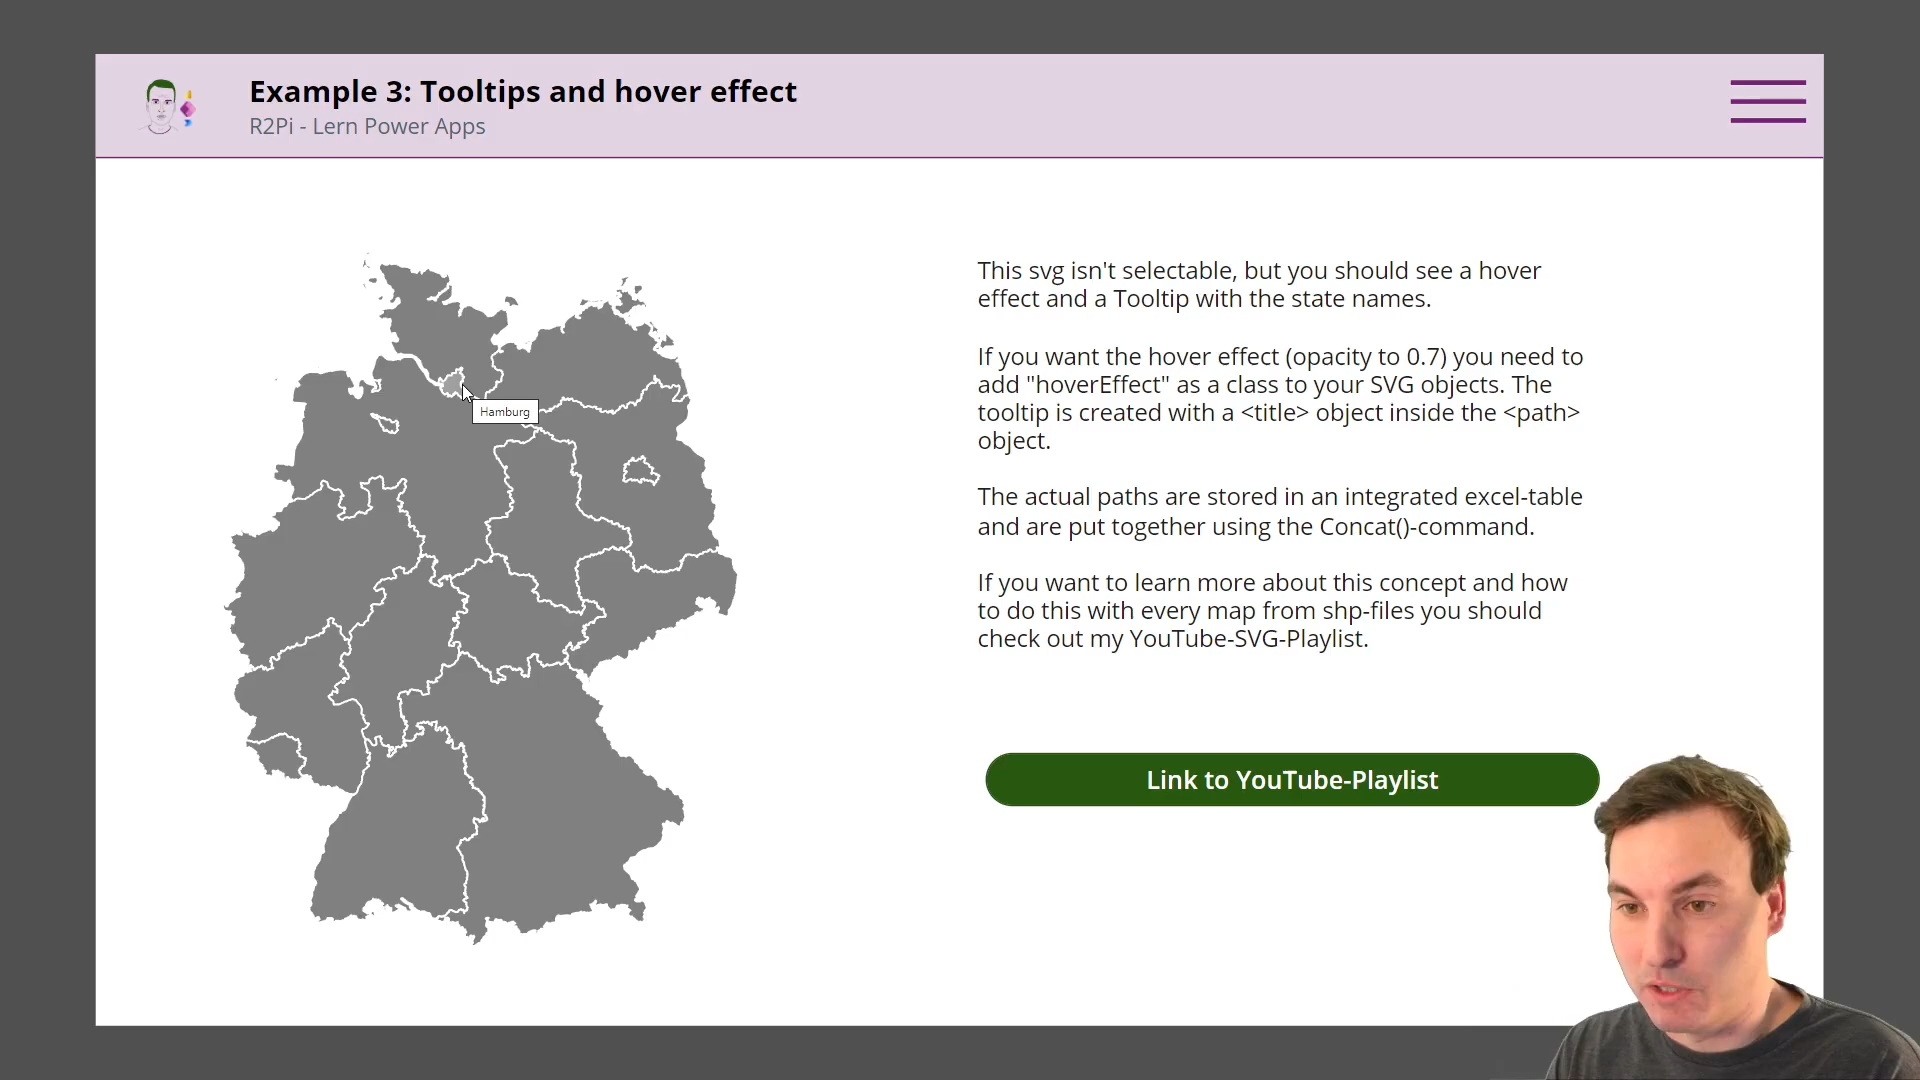 Example 3: Tooltips and hover effect
R2Pi - Lern Power Apps
Hamburg
This svg isn't selectable, but you should see a hover
effect and a Tooltip with the state names.
If you want the hover effect (opacity to 0.7) you need to
add "hoverEffect" as a class to your SVG objects. The
tooltip is created with a <title> object inside the <path>
object.
The actual paths are stored in an integrated excel-table
and are put together using the Concat()-command.
If you want to learn more about this concept and how
to do this with every map from shp-files you should
check out my YouTube-SVG-Playlist.
Link to YouTube-Playlist